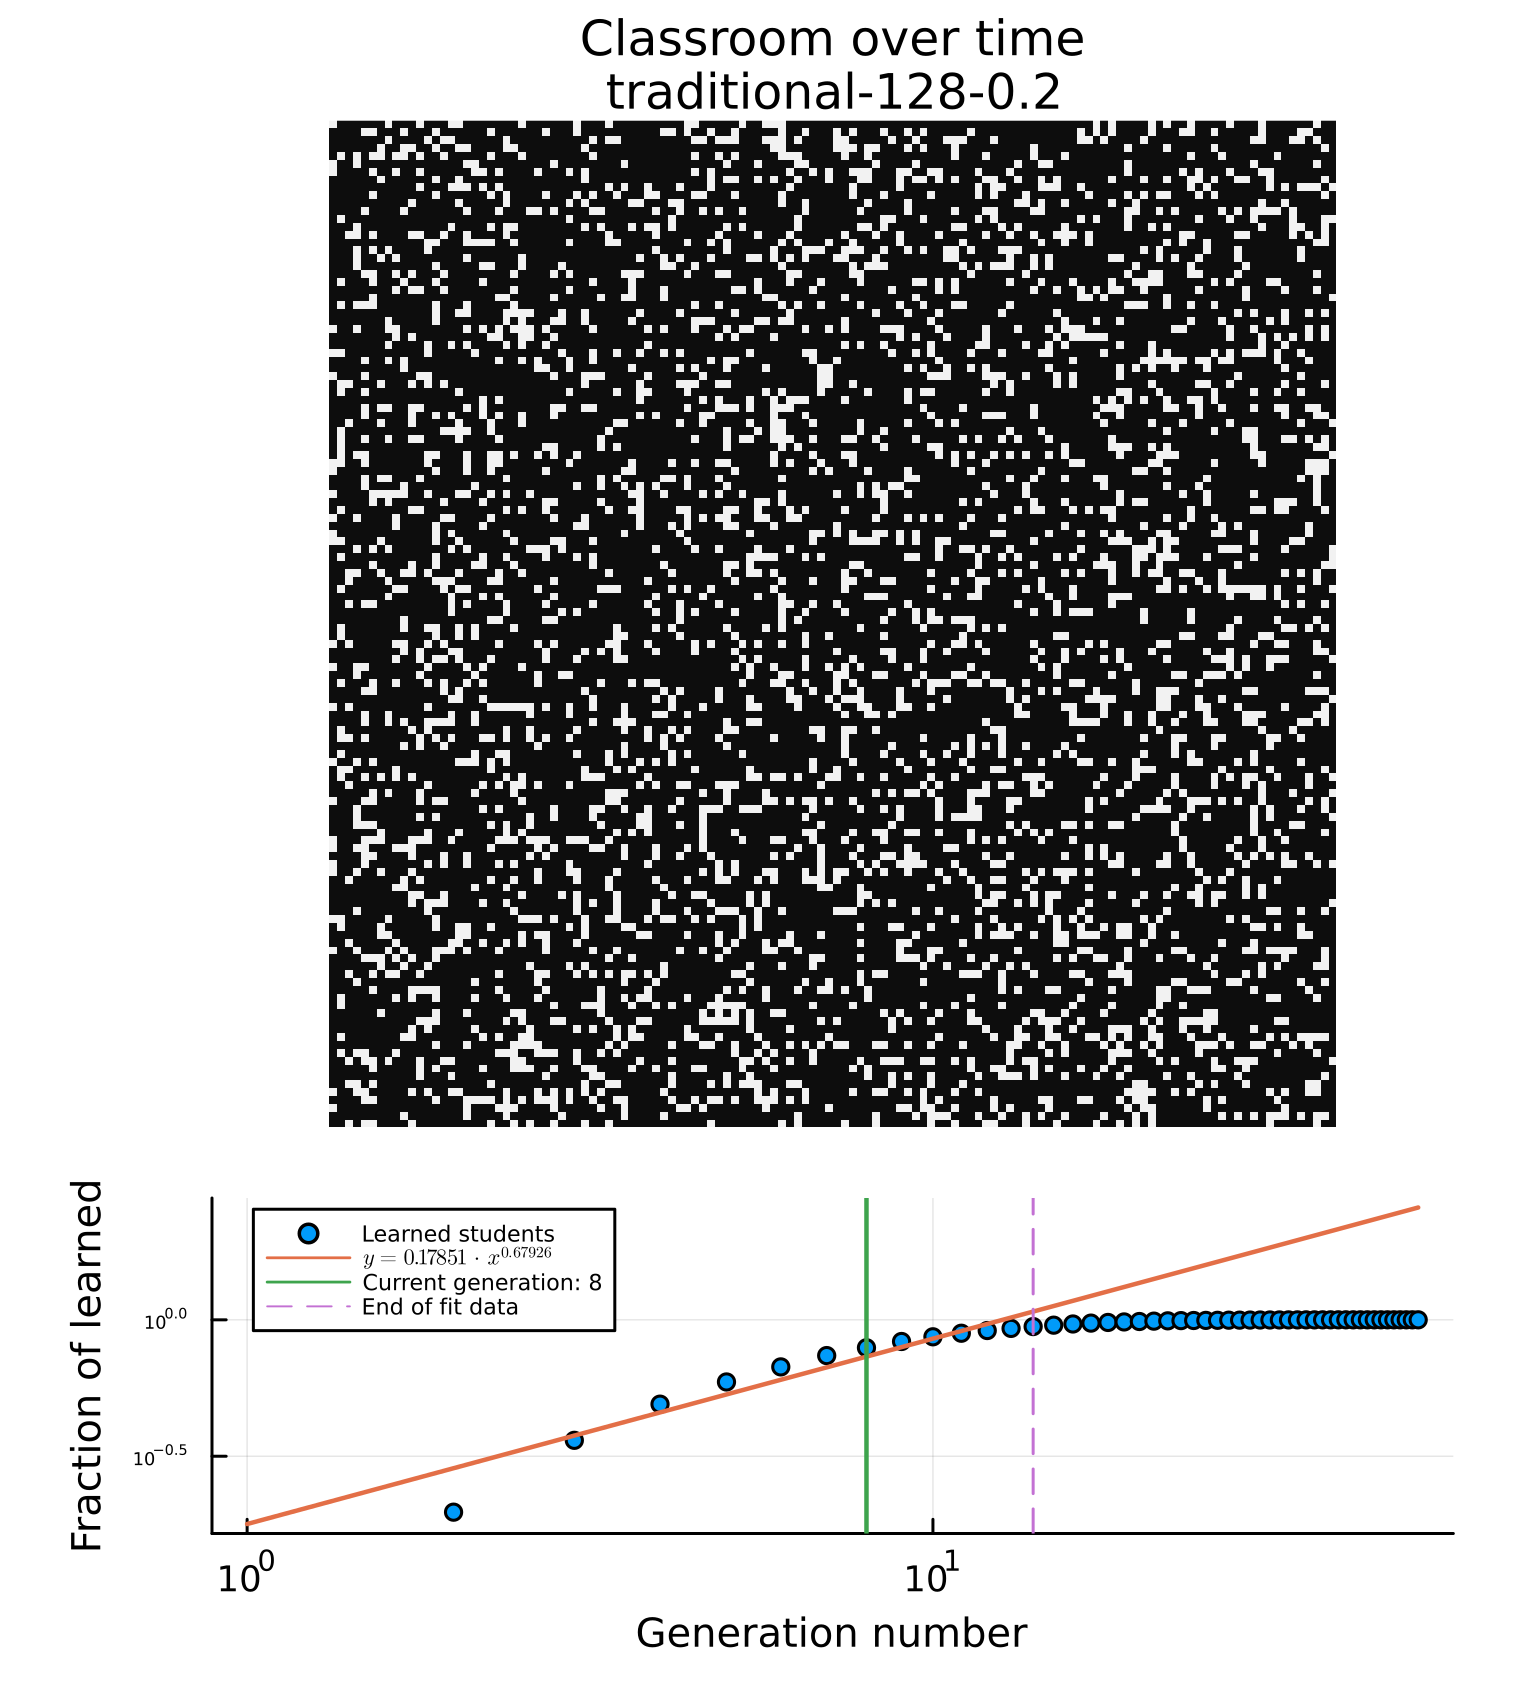 Classroom over time
traditional-128-0.2
Fraction of learned
Learned students
y = 0.17851 · x^0.67926
Current generation: 8
End of fit data
10^0.0
10^−0.5
10^0
10^1
Generation number